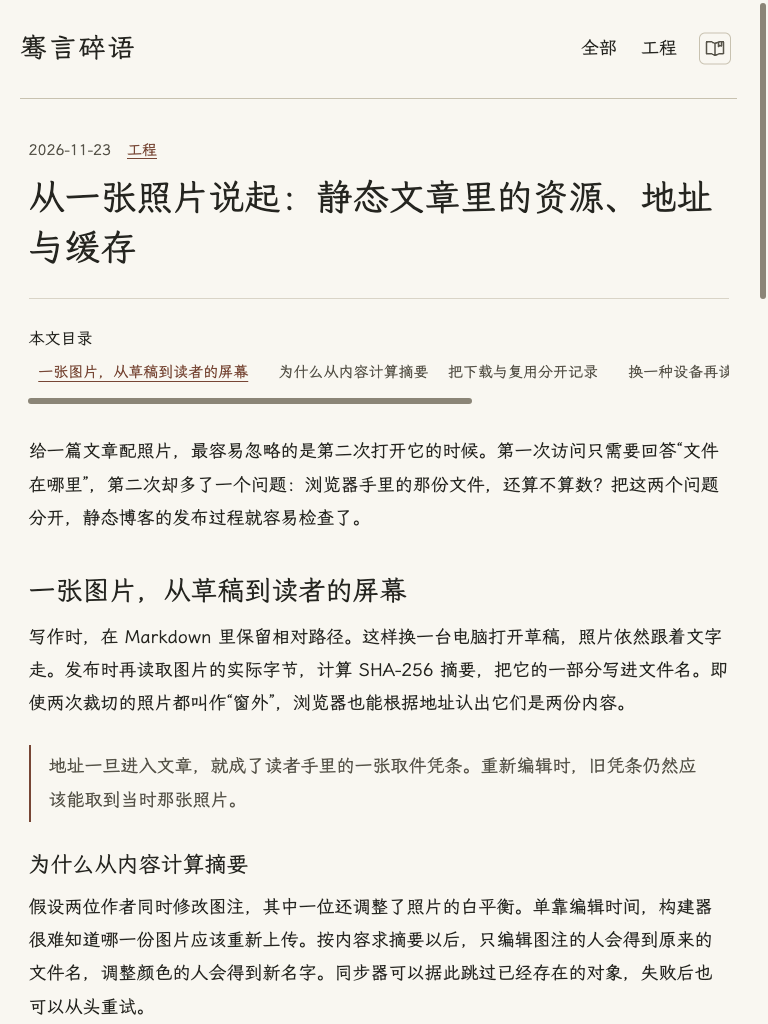 骞言碎语
全部 工程
2026-11-23 工程
从一张照片说起：静态文章里的资源、地址
与缓存
本文目录
一张图片，从草稿到读者的屏幕 为什么从内容计算摘要 把下载与复用分开记录 换一种设备再读
给一篇文章配照片，最容易忽略的是第二次打开它的时候。第一次访问只需要回答“文件
在哪里”，第二次却多了一个问题：浏览器手里的那份文件，还算不算数？把这两个问题
分开，静态博客的发布过程就容易检查了。
一张图片，从草稿到读者的屏幕
写作时，在 Markdown 里保留相对路径。这样换一台电脑打开草稿，照片依然跟着文字
走。发布时再读取图片的实际字节，计算 SHA-256 摘要，把它的一部分写进文件名。即
使两次裁切的照片都叫作“窗外”，浏览器也能根据地址认出它们是两份内容。
地址一旦进入文章，就成了读者手里的一张取件凭条。重新编辑时，旧凭条仍然应
该能取到当时那张照片。
为什么从内容计算摘要
假设两位作者同时修改图注，其中一位还调整了照片的白平衡。单靠编辑时间，构建器
很难知道哪一份图片应该重新上传。按内容求摘要以后，只编辑图注的人会得到原来的
文件名，调整颜色的人会得到新名字。同步器可以据此跳过已经存在的对象，失败后也
可以从头重试。